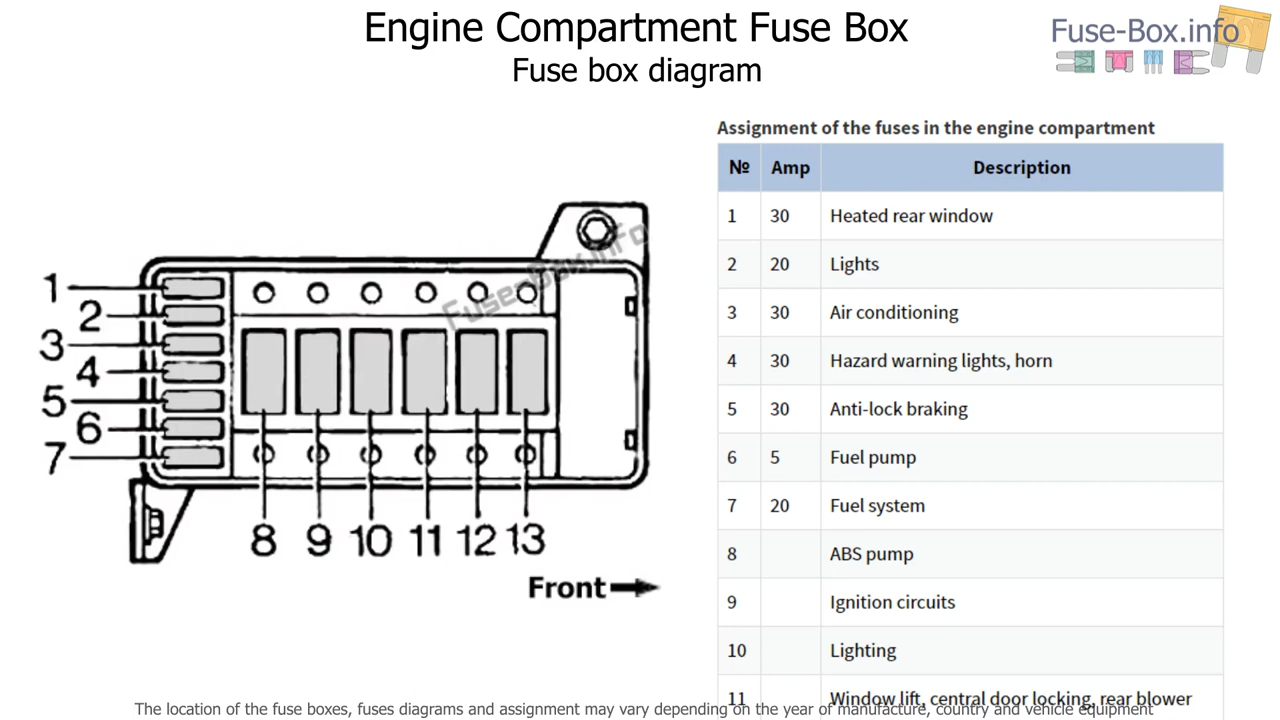 Engine Compartment Fuse Box
Fuse box diagram
Fuse-Box.info
Assignment of the fuses in the engine compartment
№ Amp Description
1 30 Heated rear window
2 20 Lights
3 30 Air conditioning
4 30 Hazard warning lights, horn
5 30 Anti-lock braking
6 5 Fuel pump
7 20 Fuel system
8 ABS pump
9 Ignition circuits
10 Lighting
11 Window lift, central door locking, rear blower
Fuse-Box.info
1
2
3
4
5
6
7
8 9 10 11 12 13
Front
The location of the fuse boxes, fuses diagrams and assignment may vary depending on the year of manufacture, country and vehicle equipment